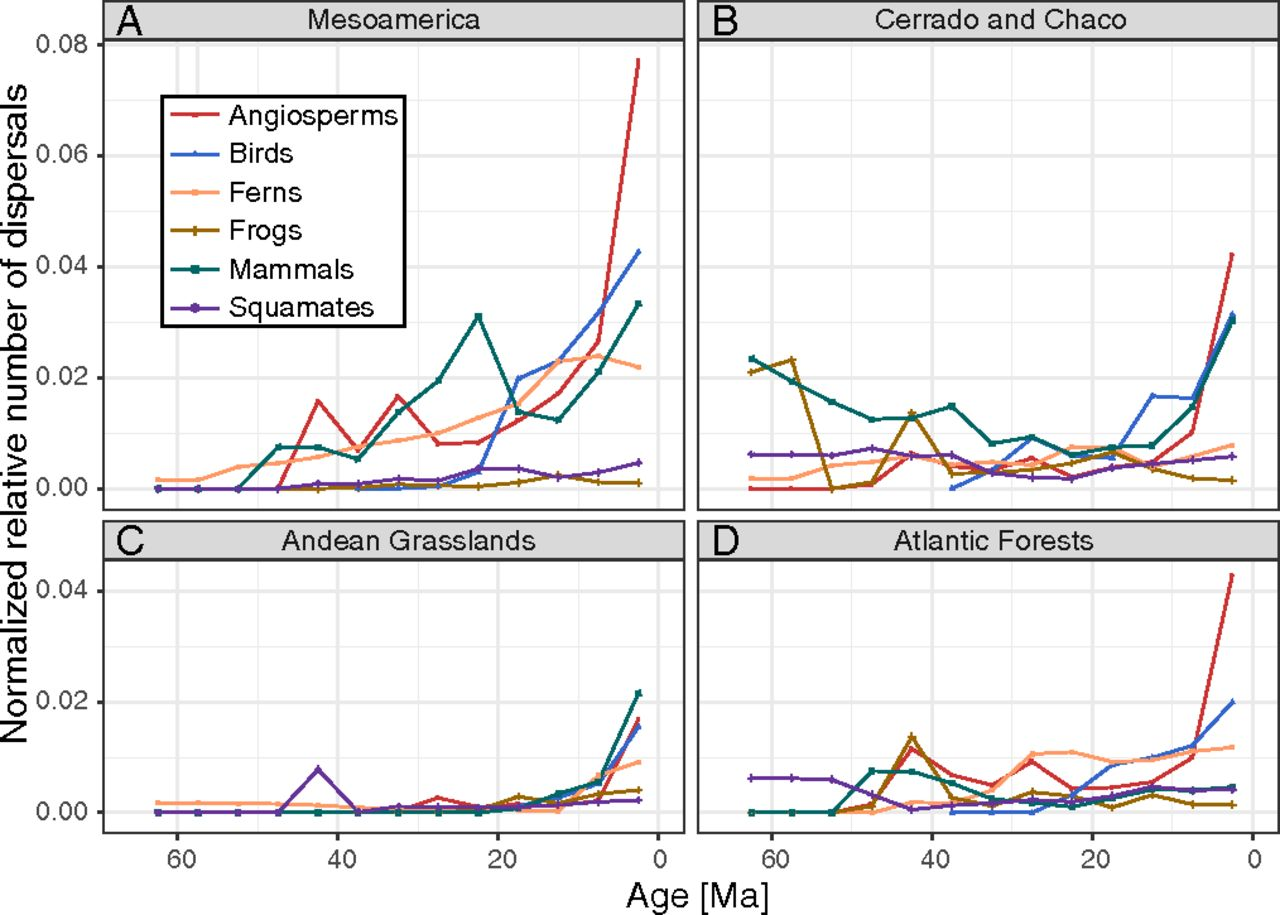 A Mesoamerica
B Cerrado and Chaco
0.08
0.06
0.04
0.02
0.00
Angiosperms
Birds
Ferns
Frogs
Mammals
Squamates
C Andean Grasslands
D Atlantic Forests
0.04
0.02
0.00
60 40 20 0
60 40 20 0
Age [Ma]
Normalized relative number of dispersals